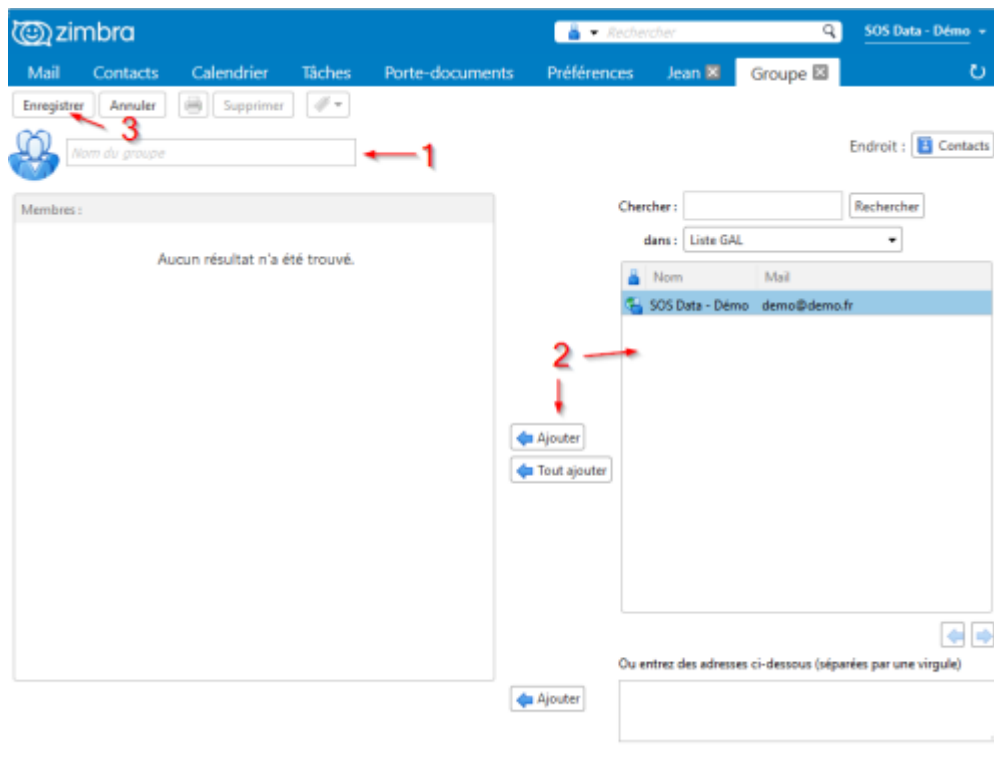 zimbra
Rechercher
SOS Data - Démo
Mail Contacts Calendrier Tâches Porte-documents Préférences Jean Groupe
Enregistrer Annuler Supprimer
3
Nom du groupe
1
Endroit : Contacts
Membres :
Aucun résultat n'a été trouvé.
Chercher : Rechercher
dans : Liste GAL
Nom Mail
SOS Data - Démo demo@demo.fr
2
Ajouter
Tout ajouter
Ou entrez des adresses ci-dessous (séparées par une virgule)
Ajouter